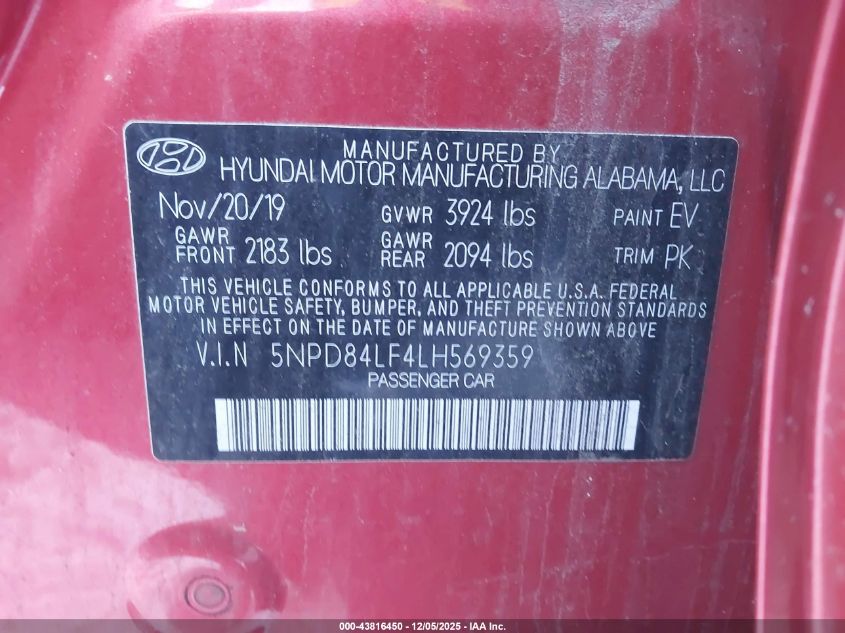 MANUFACTURED BY
HYUNDAI MOTOR MANUFACTURING ALABAMA, LLC
Nov/20/19 GVWR 3924 lbs PAINT EV
GAWR FRONT 2183 lbs GAWR REAR 2094 lbs TRIM PK
THIS VEHICLE CONFORMS TO ALL APPLICABLE U.S.A. FEDERAL
MOTOR VEHICLE SAFETY, BUMPER, AND THEFT PREVENTION STANDARDS
IN EFFECT ON THE DATE OF MANUFACTURE SHOWN ABOVE
V.I.N 5NPD84LF4LH569359
PASSENGER CAR
000-43816450 - 12/05/2025 - IAA Inc.